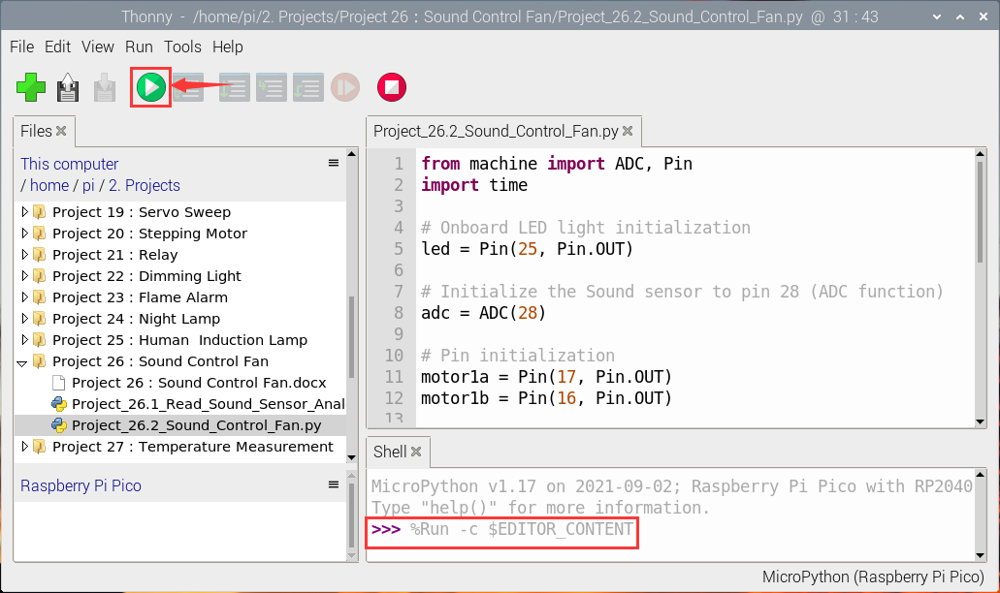 Thonny - /home/pi/2. Projects/Project 26 : Sound Control Fan/Project_26.2_Sound_Control_Fan.py @ 31 : 43
File Edit View Run Tools Help
Files
This computer
/ home / pi / 2. Projects
Project 19 : Servo Sweep
Project 20 : Stepping Motor
Project 21 : Relay
Project 22 : Dimming Light
Project 23 : Flame Alarm
Project 24 : Night Lamp
Project 25 : Human  Induction Lamp
Project 26 : Sound Control Fan
Project 26 : Sound Control Fan.docx
Project_26.1_Read_Sound_Sensor_Anal
Project_26.2_Sound_Control_Fan.py
Project 27 : Temperature Measurement
Raspberry Pi Pico
Project_26.2_Sound_Control_Fan.py
1 from machine import ADC, Pin
2 import time
3
4 # Onboard LED light initialization
5 led = Pin(25, Pin.OUT)
6
7 # Initialize the Sound sensor to pin 28 (ADC function)
8 adc = ADC(28)
9
10 # Pin initialization
11 motor1a = Pin(17, Pin.OUT)
12 motor1b = Pin(16, Pin.OUT)
13
Shell
MicroPython v1.17 on 2021-09-02; Raspberry Pi Pico with RP2040
Type "help()" for more information.
>>> %Run -c $EDITOR_CONTENT
MicroPython (Raspberry Pi Pico)